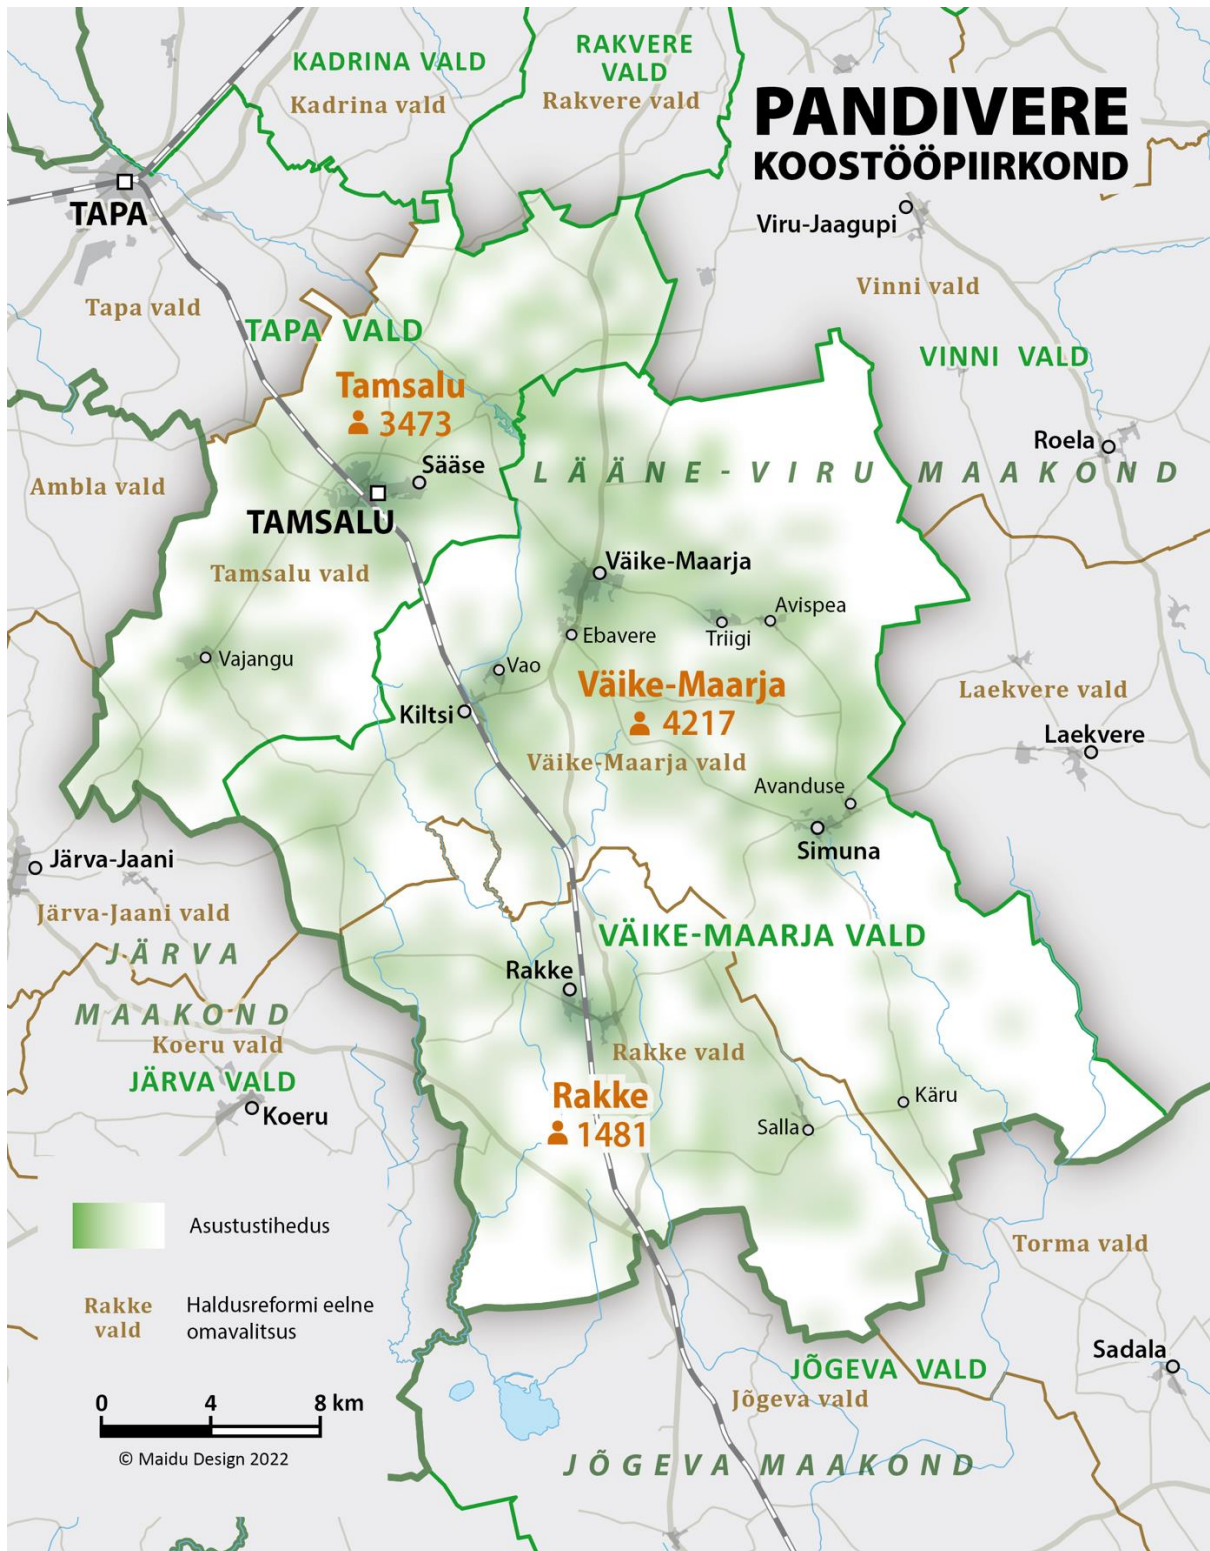 KADRINA VALD
Kadrina vald
RAKVERE
VALD
Rakvere vald
PANDIVERE
KOOSTÖÖPIIRKOND
TAPA
Viru-Jaagupi
Tapa vald
Vinni vald
TAPA VALD
VINNI VALD
Tamsalu
3473
Roela
Sääse
LÄÄNE-VIRU MAAKOND
Ambla vald
TAMSALU
Väike-Maarja
Tamsalu vald
Avispea
Triigi
Ebavere
Vajangu
Vao
Väike-Maarja
4217
Laekvere vald
Kiltsi
Laekvere
Väike-Maarja vald
Avanduse
Simuna
Järva-Jaani
Järva-Jaani vald
JÄRVA
MAAKOND
VÄIKE-MAARJA VALD
Rakke
Koeru vald
Rakke vald
JÄRVA VALD
Koeru
Rakke
1481
Käru
Salla
Asustustihedus
Torma vald
Rakke
vald
Haldusreformi eelne
omavalitsus
Sadala
JÕGEVA VALD
Jõgeva vald
0 4 8 km
© Maidu Design 2022
JÕGEVA MAAKOND